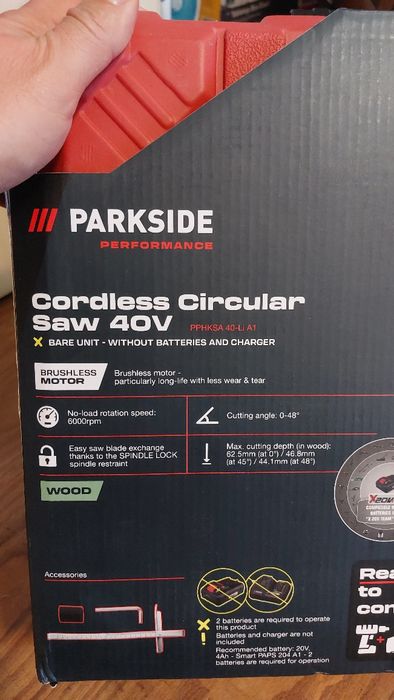 PARKSIDE
PERFORMANCE
Cordless Circular
Saw 40V PPHKSA 40-Li A1
X BARE UNIT - WITHOUT BATTERIES AND CHARGER
BRUSHLESS
MOTOR
Brushless motor -
particularly long-life with less wear & tear
No-load rotation speed:
6000rpm
Cutting angle: 0-48°
Easy saw blade exchange
thanks to the SPINDLE LOCK
spindle restraint
Max. cutting depth (in wood):
62.5mm (at 0°) / 46.8mm
(at 45°) / 44.1mm (at 48°)
WOOD
X20V
Accessories
2 batteries are required to operate
this product
Batteries and charger are not
included
Recommended battery: 20V,
4Ah - Smart PAPS 204 A1 - 2
batteries are required for operation
to